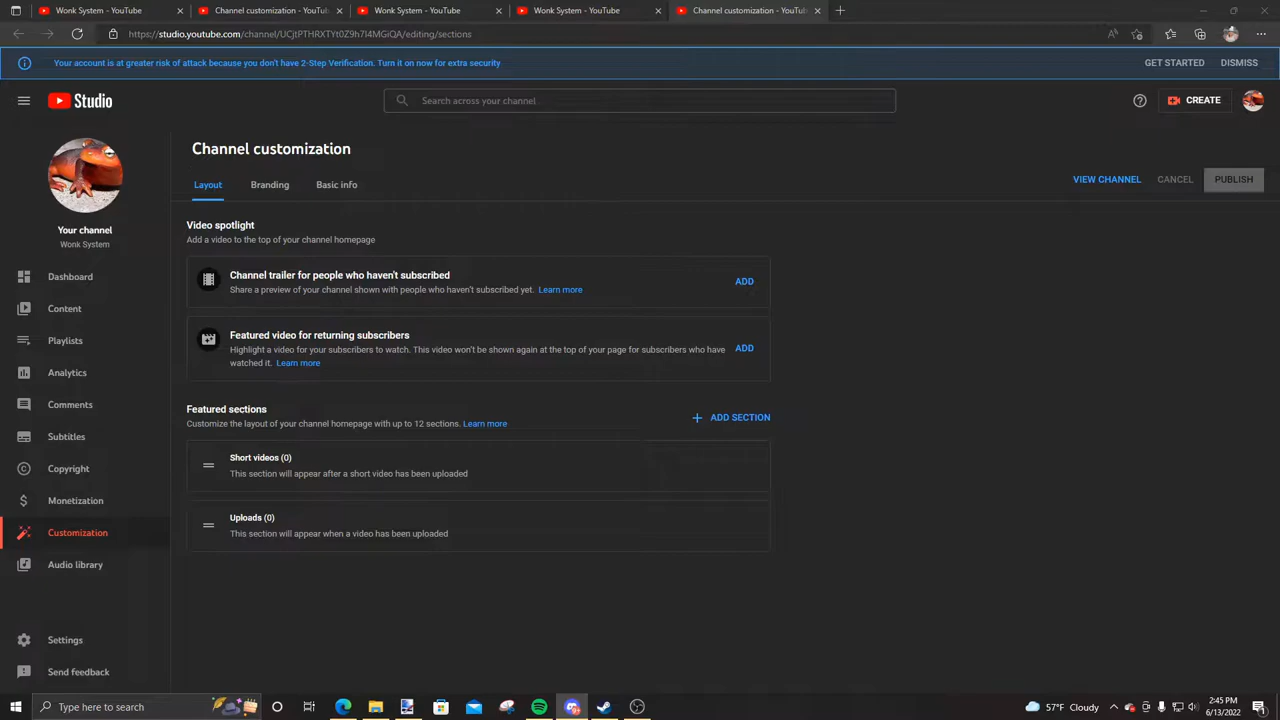 Wonk System - YouTube
Channel customization - YouTu
Wonk System - YouTube
Wonk System - YouTube
Channel customization - YouTu
https://studio.youtube.com/channel/UCjtPTHRXTYt0Z9h7I4MGiQA/editing/sections
Your account is at greater risk of attack because you don't have 2-Step Verification. Turn it on now for extra security
GET STARTED
DISMISS
Studio
Search across your channel
CREATE
Channel customization
Layout
Branding
Basic info
VIEW CHANNEL
CANCEL
PUBLISH
Your channel
Wonk System
Dashboard
Content
Playlists
Analytics
Comments
Subtitles
Copyright
Monetization
Customization
Audio library
Settings
Send feedback
Video spotlight
Add a video to the top of your channel homepage
Channel trailer for people who haven't subscribed
Share a preview of your channel shown with people who haven't subscribed yet. Learn more
ADD
Featured video for returning subscribers
Highlight a video for your subscribers to watch. This video won't be shown again at the top of your page for subscribers who have
watched it. Learn more
ADD
Featured sections
Customize the layout of your channel homepage with up to 12 sections. Learn more
ADD SECTION
Short videos (0)
This section will appear after a short video has been uploaded
Uploads (0)
This section will appear when a video has been uploaded
Type here to search
57°F Cloudy
2:45 PM
6/13/2022